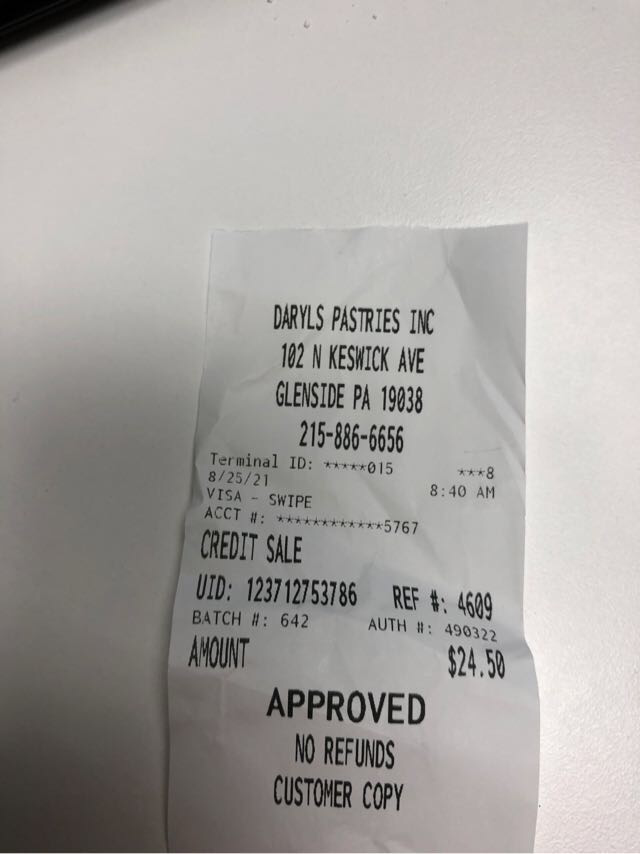 DARYLS PASTRIES INC
102 N KESWICK AVE
GLENSIDE PA 19038
215-886-6656
Terminal ID: *****015 ***8
8/25/21 8:40 AM
VISA - SWIPE
ACCT #: ************5767
CREDIT SALE
UID: 123712753786 REF #: 4609
BATCH #: 642 AUTH #: 490322
AMOUNT $24.50
APPROVED
NO REFUNDS
CUSTOMER COPY